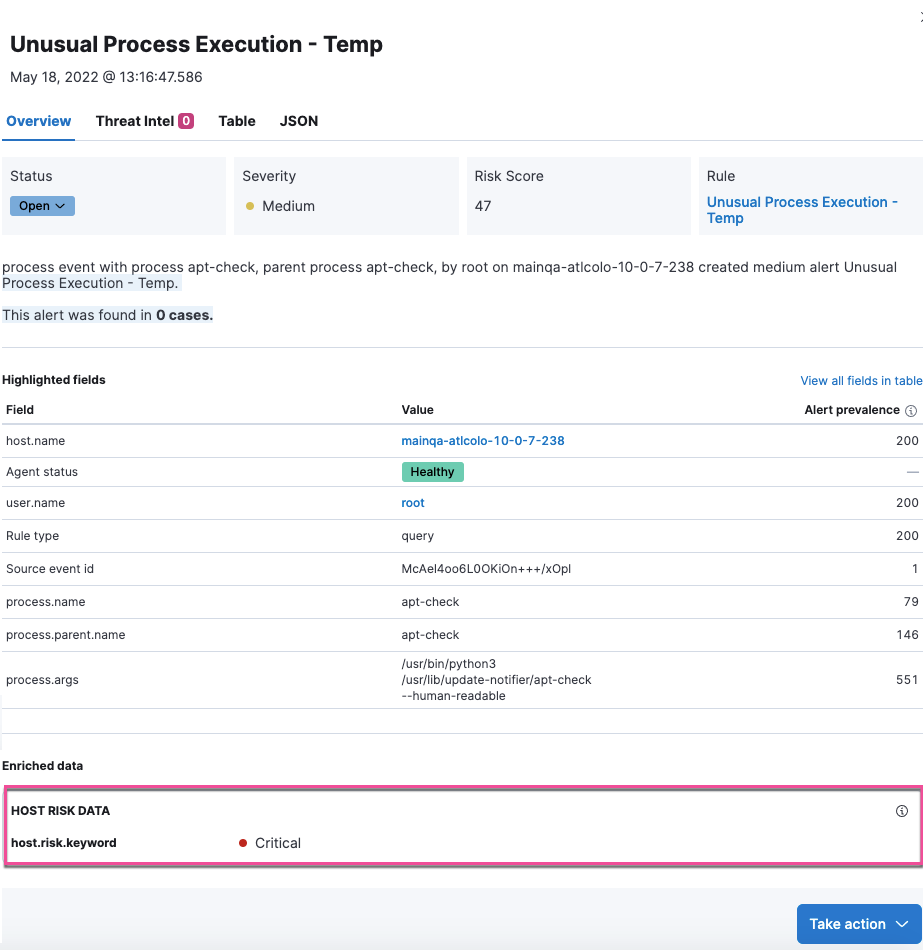 Unusual Process Execution - Temp
May 18, 2022 @ 13:16:47.586
Overview Threat Intel 0 Table JSON
Status Severity Risk Score Rule
Open Medium 47 Unusual Process Execution - Temp
process event with process apt-check, parent process apt-check, by root on mainqa-atlcolo-10-0-7-238 created medium alert Unusual
Process Execution - Temp.
This alert was found in 0 cases.
Highlighted fields View all fields in table
Field Value Alert prevalence
host.name mainqa-atlcolo-10-0-7-238 200
Agent status Healthy —
user.name root 200
Rule type query 200
Source event id McAel4oo6L0OKiOn+++/xOpl 1
process.name apt-check 79
process.parent.name apt-check 146
/usr/bin/python3
process.args /usr/lib/update-notifier/apt-check 551
--human-readable
Enriched data
HOST RISK DATA
host.risk.keyword Critical
Take action